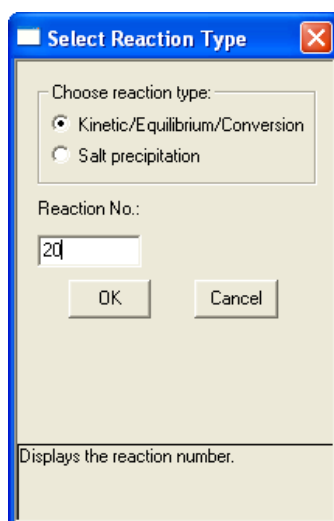 Select Reaction Type
Choose reaction type:
Kinetic/Equilibrium/Conversion
Salt precipitation
Reaction No.:
20
OK Cancel
Displays the reaction number.